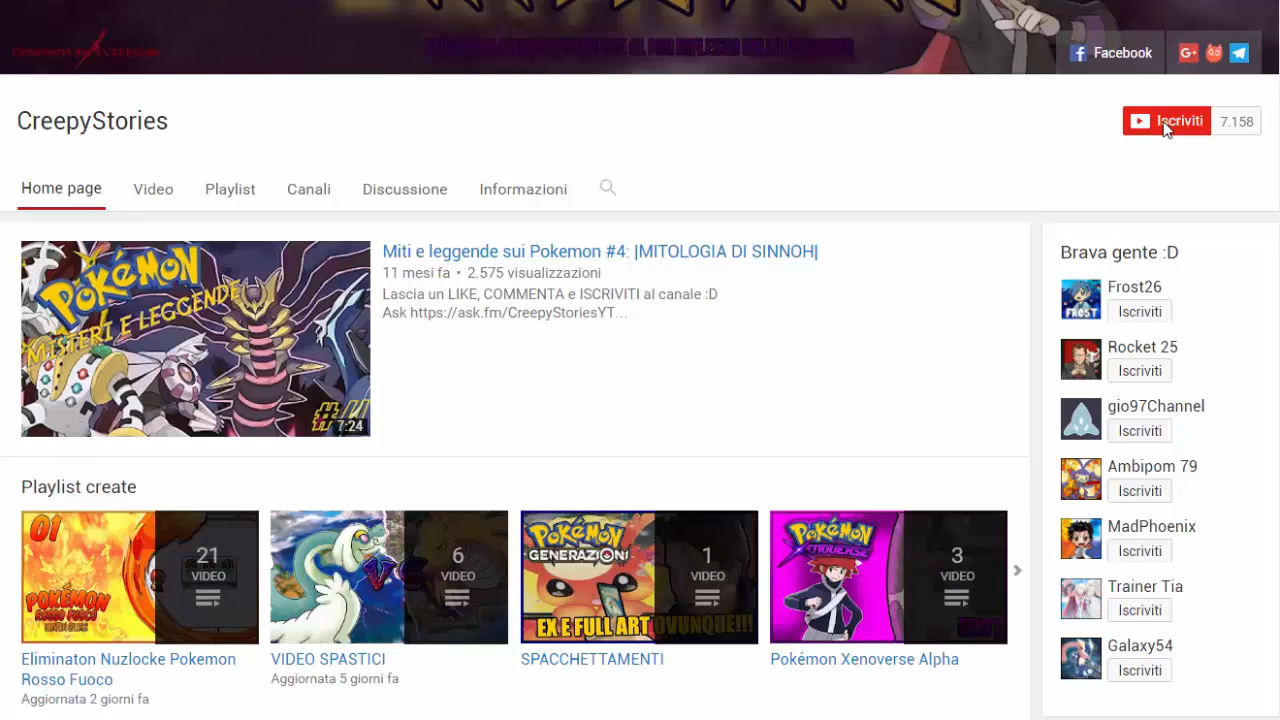 Facebook
CreepyStories
Iscriviti 7.158
Home page Video Playlist Canali Discussione Informazioni
Miti e leggende sui Pokemon #4: |MITOLOGIA DI SINNOH|
11 mesi fa • 2.575 visualizzazioni
Lascia un LIKE, COMMENTA e ISCRIVITI al canale :D
Ask https://ask.fm/CreepyStoriesYT...
POKéMON
MISTERI E LEGGENDE
#4
7:24
Brava gente :D
Frost26
FROST
Iscriviti
Rocket 25
Iscriviti
gio97Channel
Iscriviti
Ambipom 79
Iscriviti
MadPhoenix
Iscriviti
Trainer Tia
Iscriviti
Galaxy54
Iscriviti
Playlist create
01
POKéMON
ROSSO FUOCO
21
VIDEO
Eliminaton Nuzlocke Pokemon
Rosso Fuoco
Aggiornata 2 giorni fa
6
VIDEO
VIDEO SPASTICI
Aggiornata 5 giorni fa
POKéMON
GENERAZIONI
EX E FULL ART OVUNQUE!!!
1
VIDEO
SPACCHETTAMENTI
POKéMON
XENOVERSE
3
VIDEO
Pokémon Xenoverse Alpha